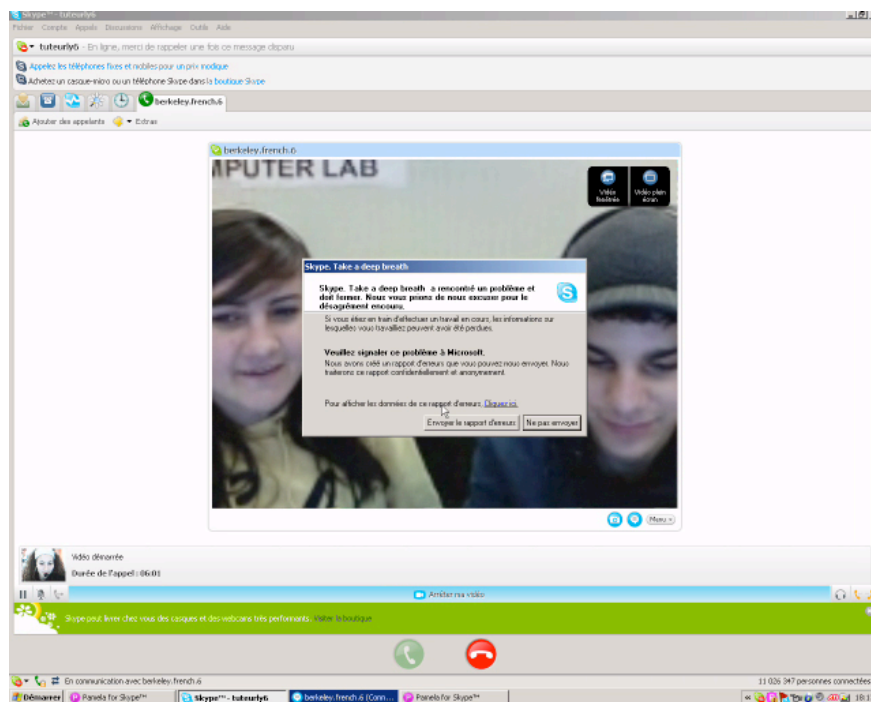 Skype™ - tuteurly6
Fichier Compte Appels Discussions Affichage Outils Aide
tuteurly6 - En ligne, merci de rappeler une fois ce message disparu
Appelez les téléphones fixes et mobiles pour un prix modique
Achetez un casque-micro ou un téléphone Skype dans la boutique Skype
berkeley.french.6
Ajouter des appelants Extras
berkeley.french.6
MPUTER LAB
Vidéo fenêtrée
Vidéo plein écran
Skype. Take a deep breath
Skype. Take a deep breath a rencontré un problème et
doit fermer. Nous vous prions de nous excuser pour le
désagrément encouru.
Si vous étiez en train d'effectuer un travail en cours, les informations sur
lesquelles vous travailliez peuvent avoir été perdues.
Veuillez signaler ce problème à Microsoft.
Nous avons créé un rapport d'erreurs que vous pouvez nous envoyer. Nous
traiterons ce rapport confidentiellement et anonymement.
Pour afficher les données de ce rapport d'erreurs, Cliquez ici.
Envoyer le rapport d'erreurs Ne pas envoyer
Menu
Vidéo démarrée
Durée de l'appel : 06:01
Arrêter ma vidéo
Skype peut livrer chez vous des casques et des webcams très performants. Visiter la boutique
En communication avec berkeley.french.6
11 026 947 personnes connectées
Démarrer Pamela for Skype™ Skype™ - tuteurly6 berkeley.french.6 (Conn... Pamela for Skype™ 18:1